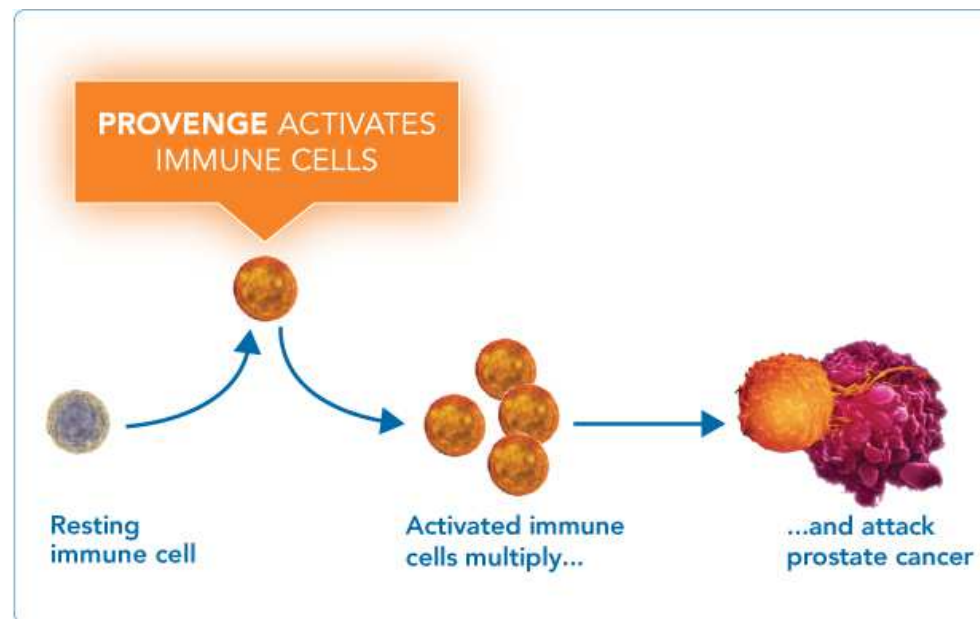 PROVENGE ACTIVATES
IMMUNE CELLS
Resting
immune cell
Activated immune
cells multiply...
...and attack
prostate cancer